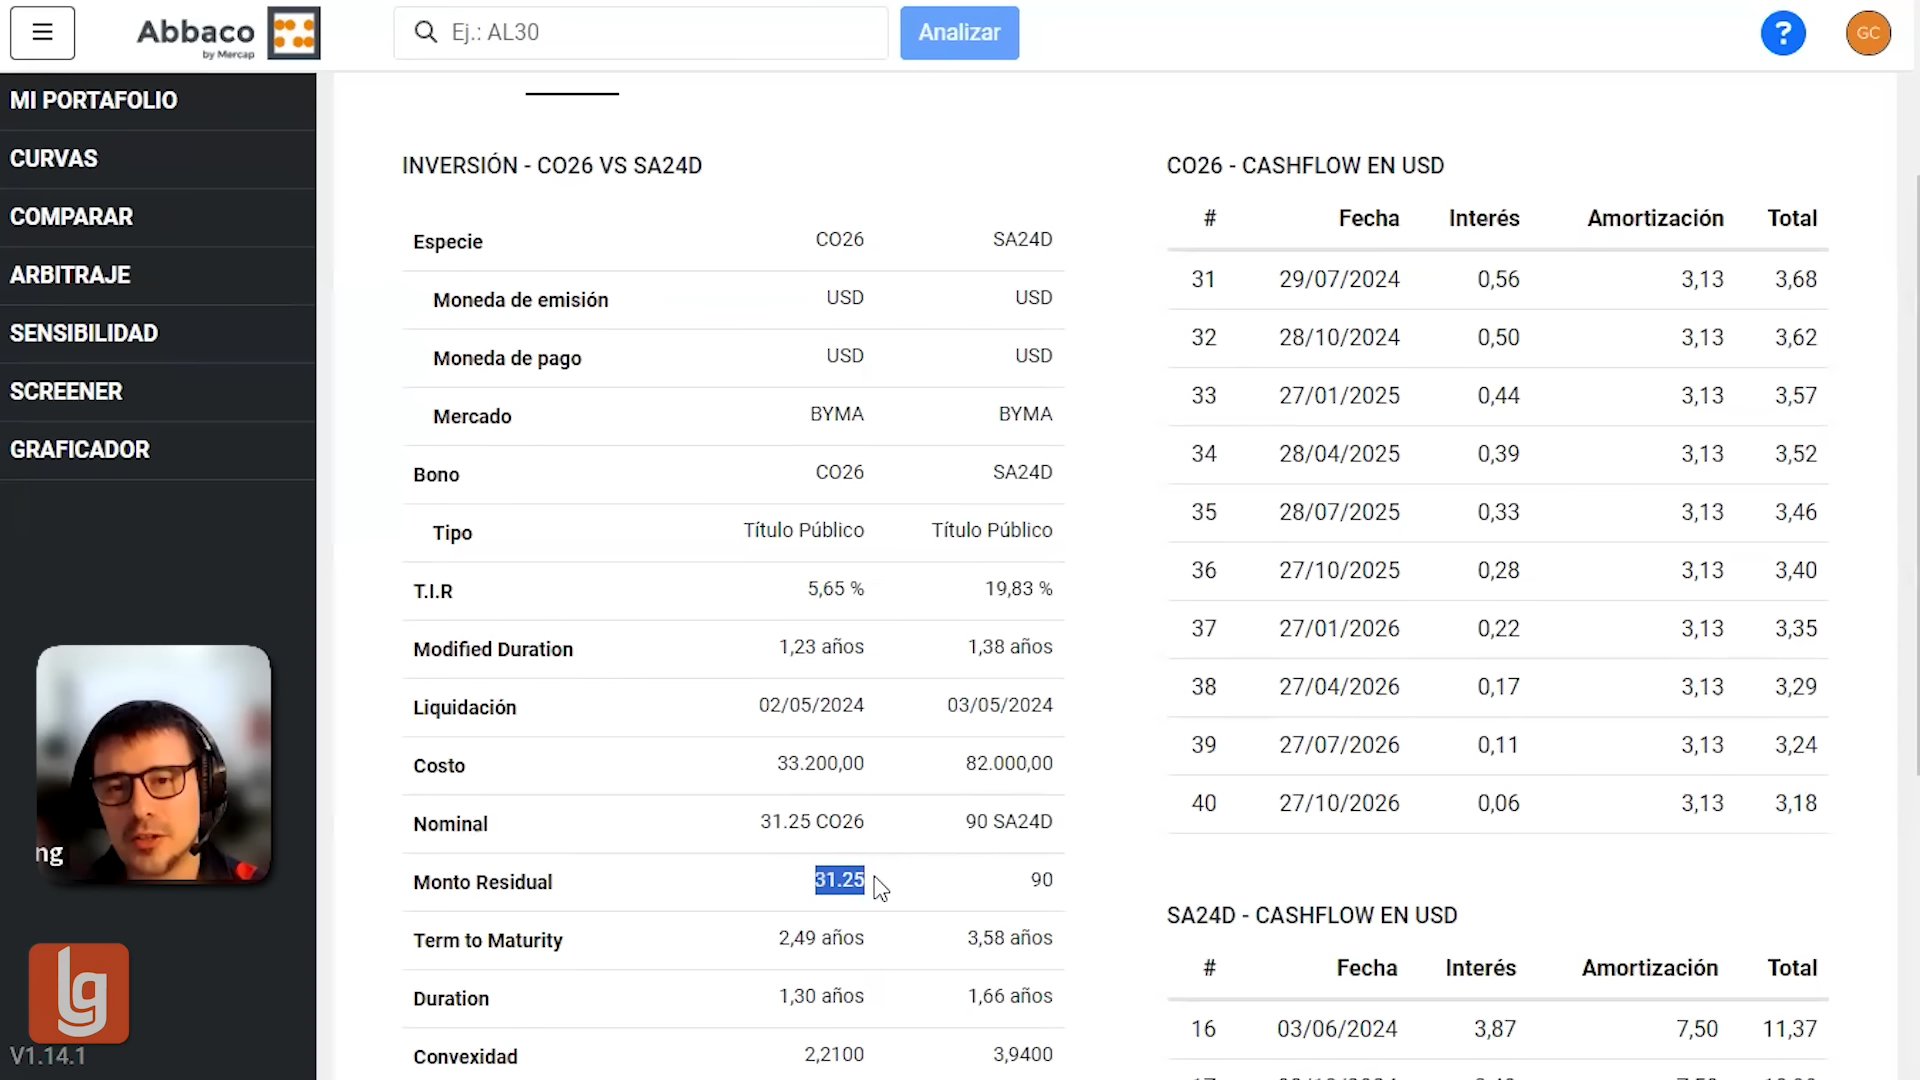 Abbaco
by Mercap
Ej.: AL30
Analizar
?
GC
MI PORTAFOLIO
CURVAS
COMPARAR
ARBITRAJE
SENSIBILIDAD
SCREENER
GRAFICADOR
ng
lg
V1.14.1
INVERSIÓN - CO26 VS SA24D
Especie CO26 SA24D
Moneda de emisión USD USD
Moneda de pago USD USD
Mercado BYMA BYMA
Bono CO26 SA24D
Tipo Título Público Título Público
T.I.R 5,65 % 19,83 %
Modified Duration 1,23 años 1,38 años
Liquidación 02/05/2024 03/05/2024
Costo 33.200,00 82.000,00
Nominal 31.25 CO26 90 SA24D
Monto Residual 31.25 90
Term to Maturity 2,49 años 3,58 años
Duration 1,30 años 1,66 años
Convexidad 2,2100 3,9400
CO26 - CASHFLOW EN USD
# Fecha Interés Amortización Total
31 29/07/2024 0,56 3,13 3,68
32 28/10/2024 0,50 3,13 3,62
33 27/01/2025 0,44 3,13 3,57
34 28/04/2025 0,39 3,13 3,52
35 28/07/2025 0,33 3,13 3,46
36 27/10/2025 0,28 3,13 3,40
37 27/01/2026 0,22 3,13 3,35
38 27/04/2026 0,17 3,13 3,29
39 27/07/2026 0,11 3,13 3,24
40 27/10/2026 0,06 3,13 3,18
SA24D - CASHFLOW EN USD
# Fecha Interés Amortización Total
16 03/06/2024 3,87 7,50 11,37